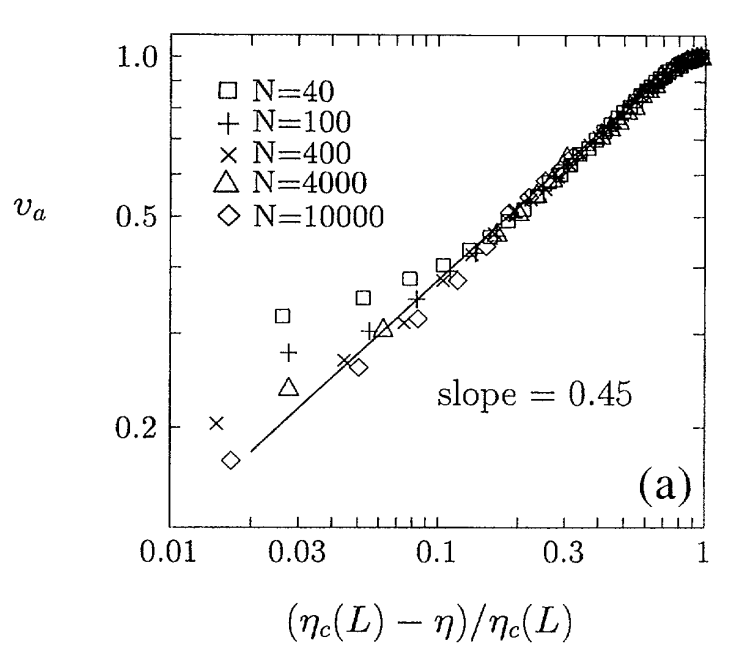 1.0
0.5
0.2
v_a
N=40
N=100
N=400
N=4000
N=10000
slope = 0.45
(a)
0.01 0.03 0.1 0.3 1
(η_c(L) − η)/η_c(L)